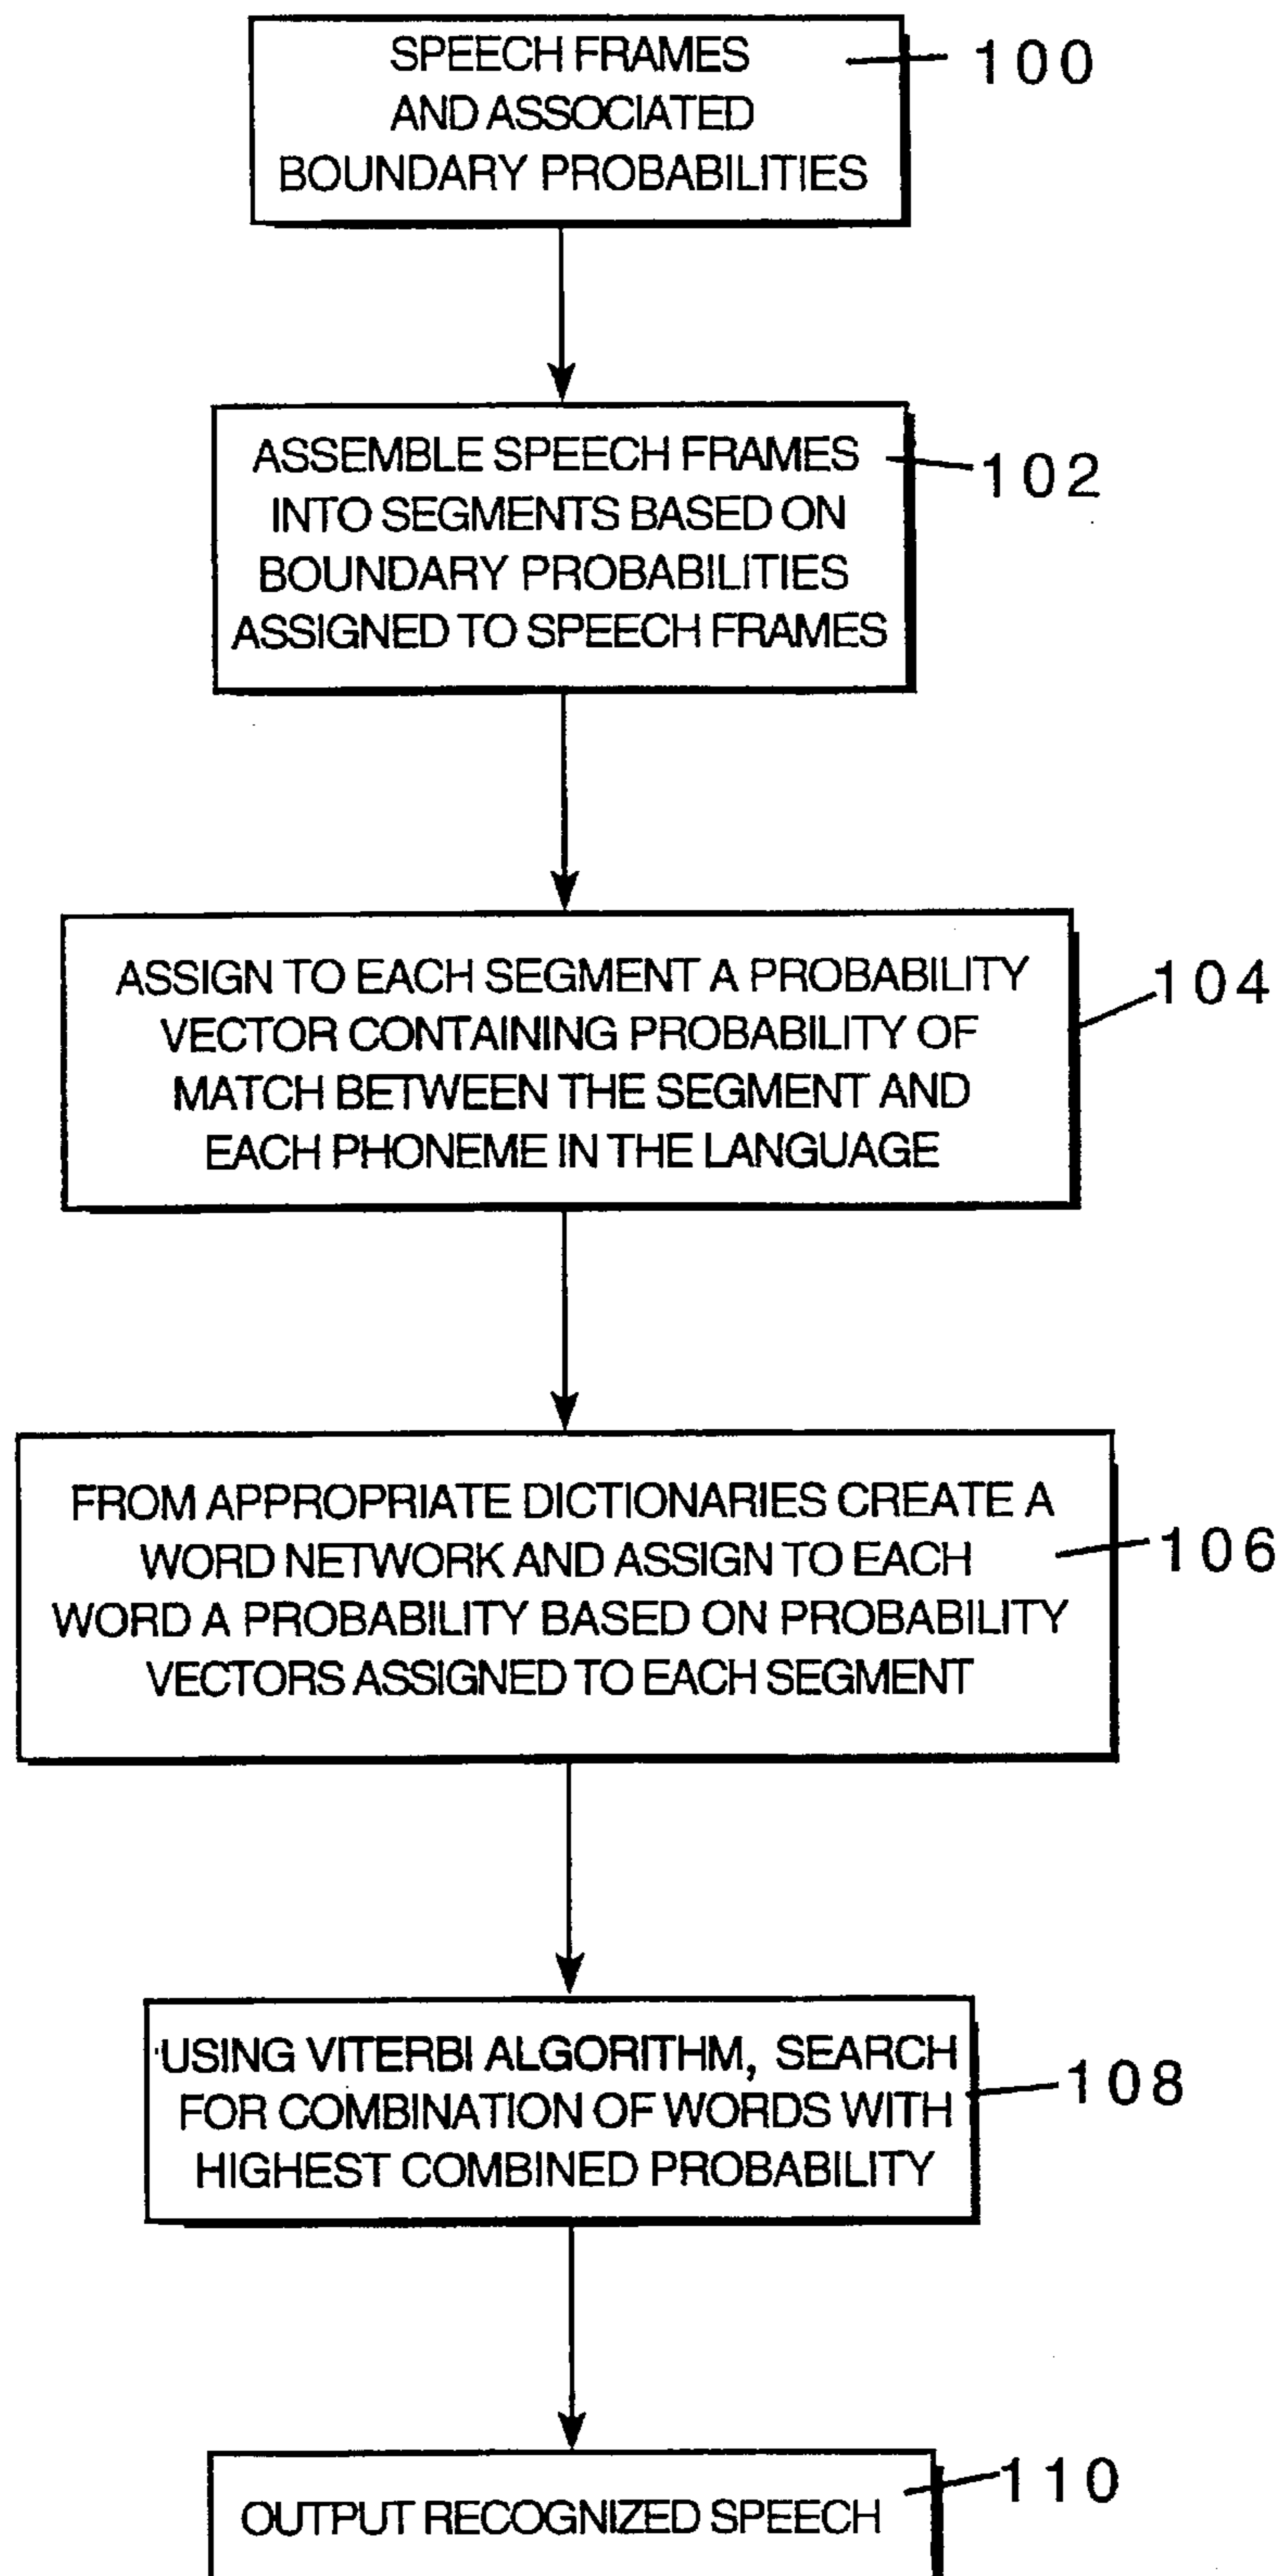 SPEECH FRAMES
AND ASSOCIATED
BOUNDARY PROBABILITIES
100
ASSEMBLE SPEECH FRAMES
INTO SEGMENTS BASED ON
BOUNDARY PROBABILITIES
ASSIGNED TO SPEECH FRAMES
102
ASSIGN TO EACH SEGMENT A PROBABILITY
VECTOR CONTAINING PROBABILITY OF
MATCH BETWEEN THE SEGMENT AND
EACH PHONEME IN THE LANGUAGE
104
FROM APPROPRIATE DICTIONARIES CREATE A
WORD NETWORK AND ASSIGN TO EACH
WORD A PROBABILITY BASED ON PROBABILITY
VECTORS ASSIGNED TO EACH SEGMENT
106
USING VITERBI ALGORITHM, SEARCH
FOR COMBINATION OF WORDS WITH
HIGHEST COMBINED PROBABILITY
108
OUTPUT RECOGNIZED SPEECH
110